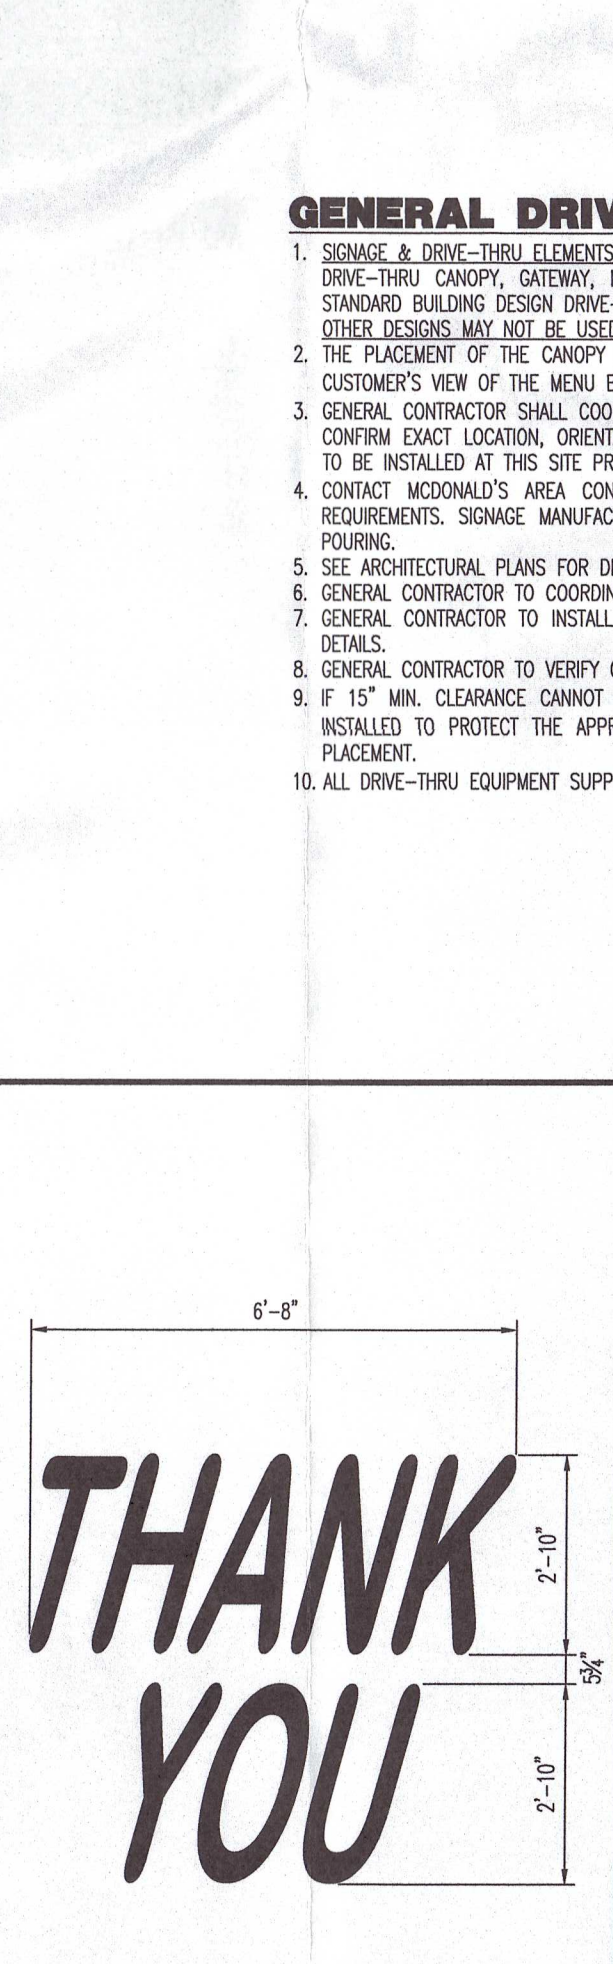 GENERAL DRIV
1. SIGNAGE & DRIVE–THRU ELEMENTS
DRIVE–THRU CANOPY, GATEWAY,
STANDARD BUILDING DESIGN DRIVE-
OTHER DESIGNS MAY NOT BE USED
2. THE PLACEMENT OF THE CANOPY
CUSTOMER'S VIEW OF THE MENU
3. GENERAL CONTRACTOR SHALL COO
CONFIRM EXACT LOCATION, ORIENT
TO BE INSTALLED AT THIS SITE PR
4. CONTACT MCDONALD'S AREA CON
REQUIREMENTS. SIGNAGE MANUFAC
POURING.
5. SEE ARCHITECTURAL PLANS FOR
6. GENERAL CONTRACTOR TO COORDIN
7. GENERAL CONTRACTOR TO INSTALL
DETAILS.
8. GENERAL CONTRACTOR TO VERIFY
9. IF 15" MIN. CLEARANCE CANNOT
INSTALLED TO PROTECT THE APPR
PLACEMENT.
10. ALL DRIVE–THRU EQUIPMENT SUPP
6'–8"
THANK
2'–10"
5¾"
YOU
2'–10"